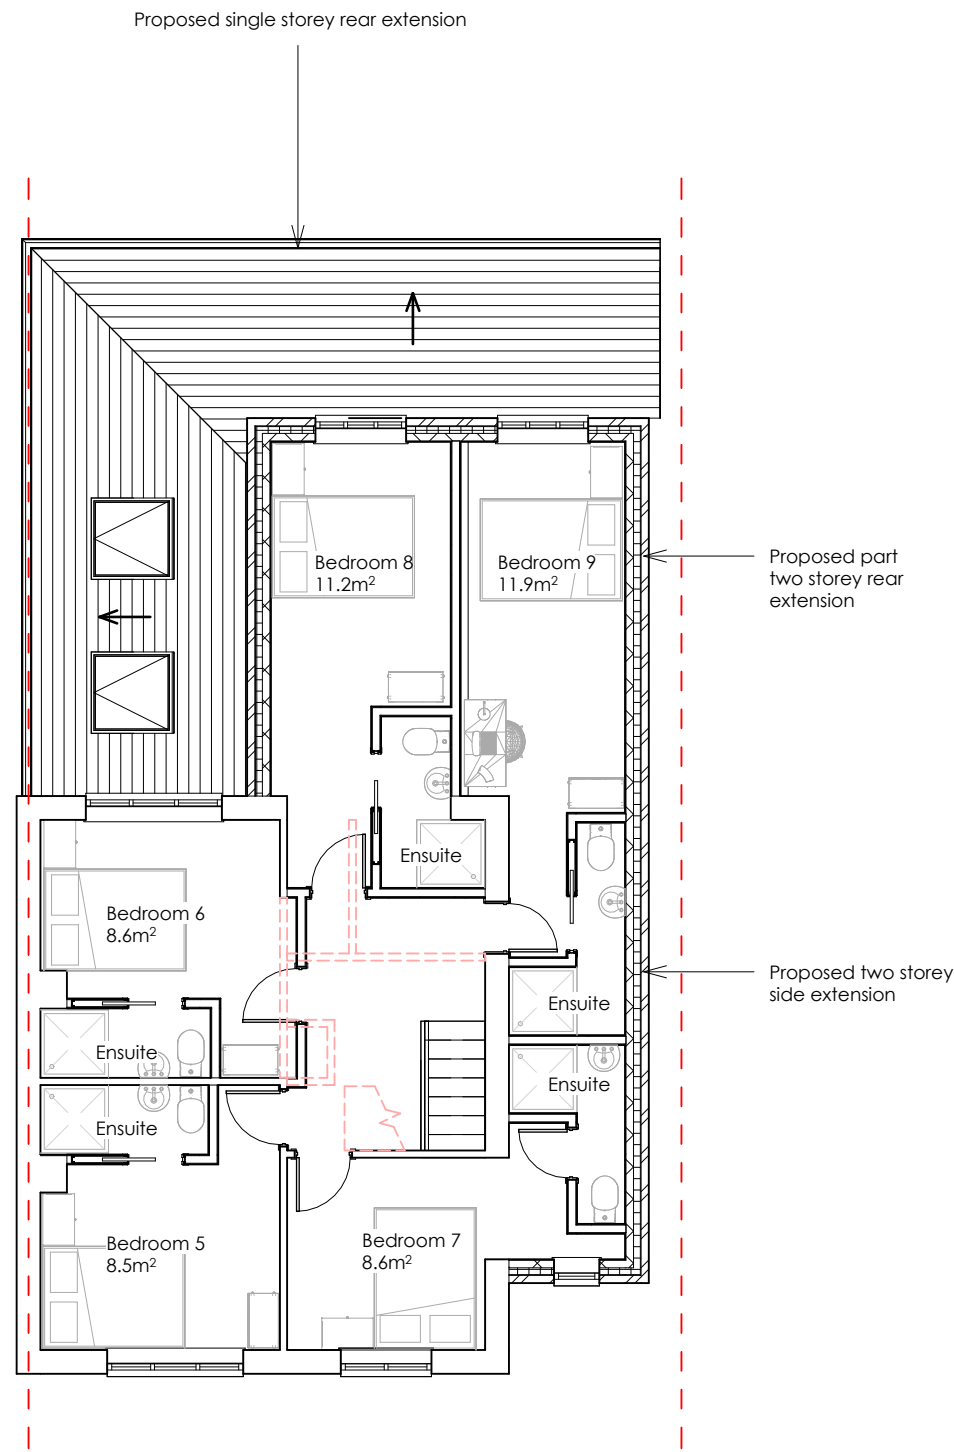 Proposed single storey rear extension
Bedroom 8
11.2m²
Bedroom 9
11.9m²
Proposed part
two storey rear
extension
Ensuite
Bedroom 6
8.6m²
Proposed two storey
side extension
Ensuite
Ensuite
Ensuite
Ensuite
Bedroom 5
8.5m²
Bedroom 7
8.6m²